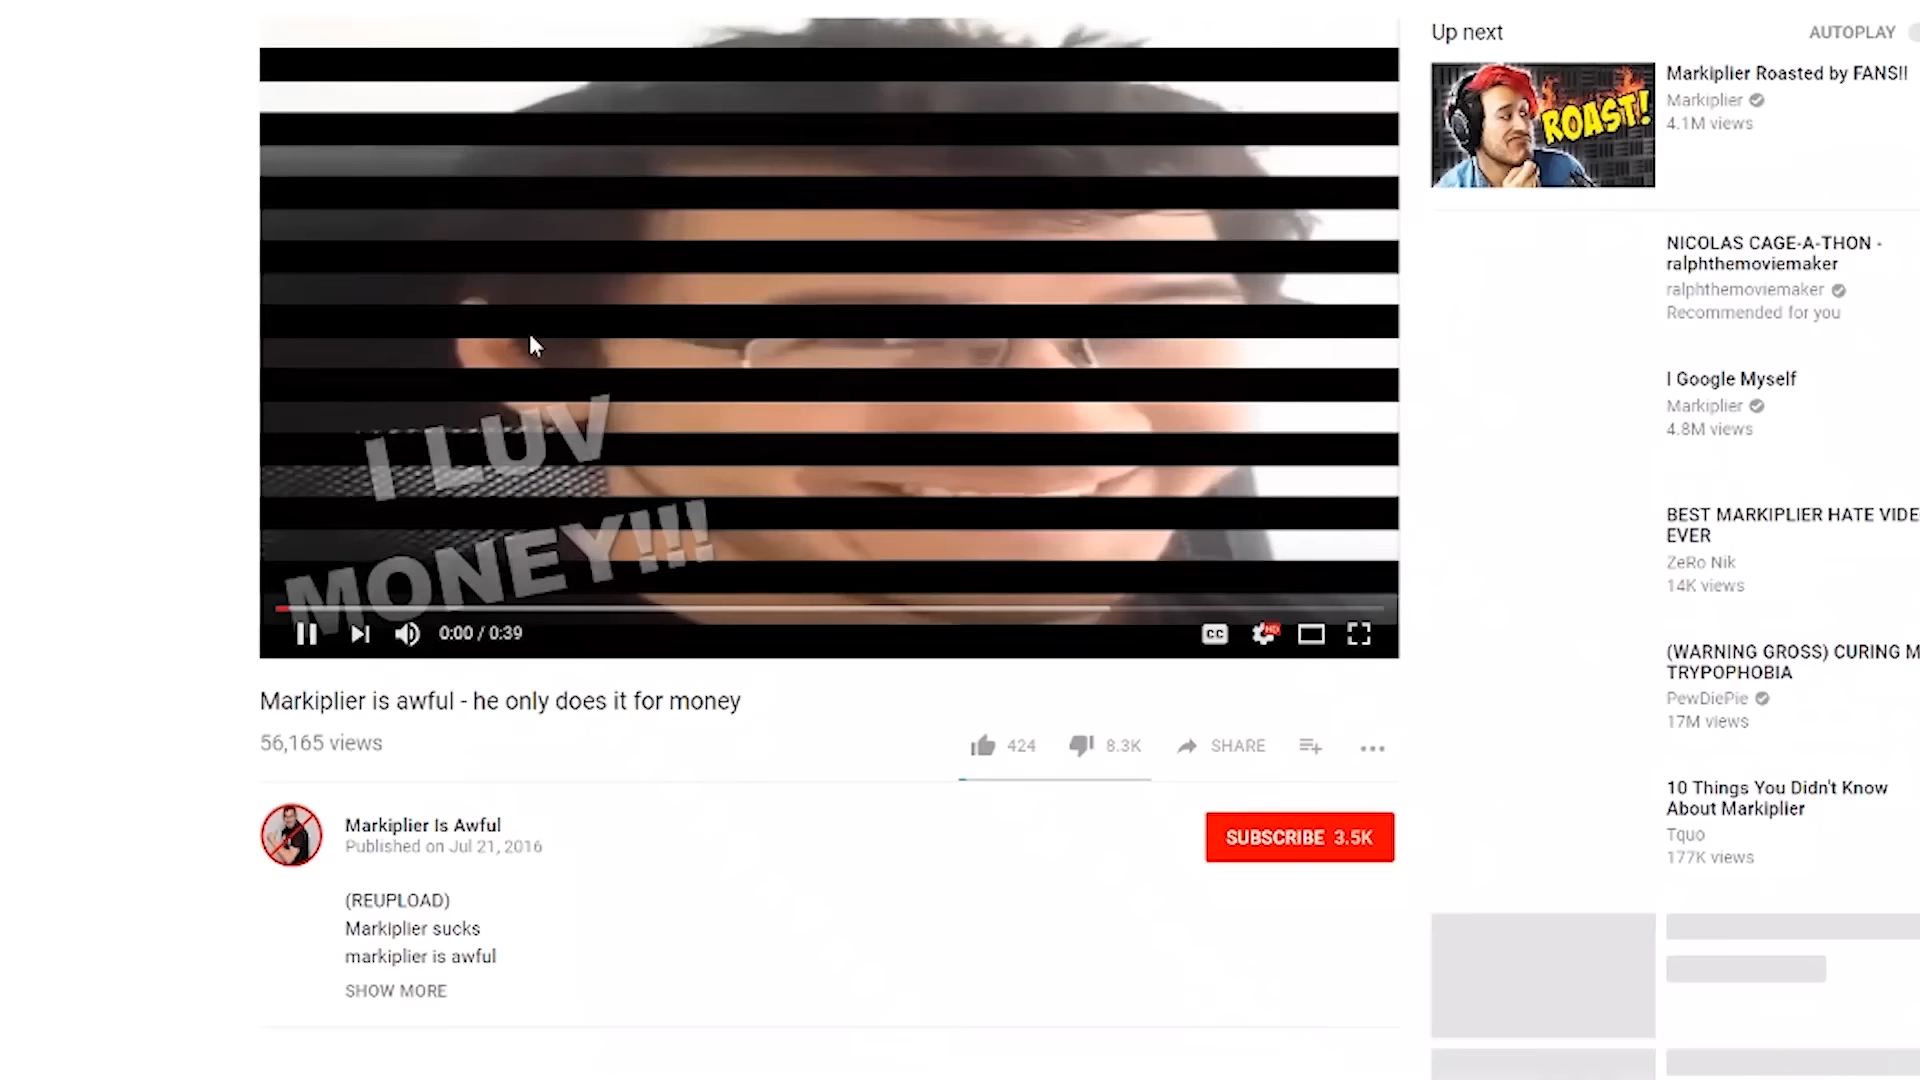 I LUV
MONEY!!!
0:00 / 0:39
CC
HD
Markiplier is awful - he only does it for money
56,165 views
424
8.3K
SHARE
Markiplier Is Awful
Published on Jul 21, 2016
SUBSCRIBE 3.5K
(REUPLOAD)
Markiplier sucks
markiplier is awful
SHOW MORE
Up next
AUTOPLAY
ROAST!
Markiplier Roasted by FANS!!
Markiplier
4.1M views
NICOLAS CAGE-A-THON -
ralphthemoviemaker
ralphthemoviemaker
Recommended for you
I Google Myself
Markiplier
4.8M views
BEST MARKIPLIER HATE VIDE
EVER
ZeRo Nik
14K views
(WARNING GROSS) CURING M
TRYPOPHOBIA
PewDiePie
17M views
10 Things You Didn't Know
About Markiplier
Tquo
177K views